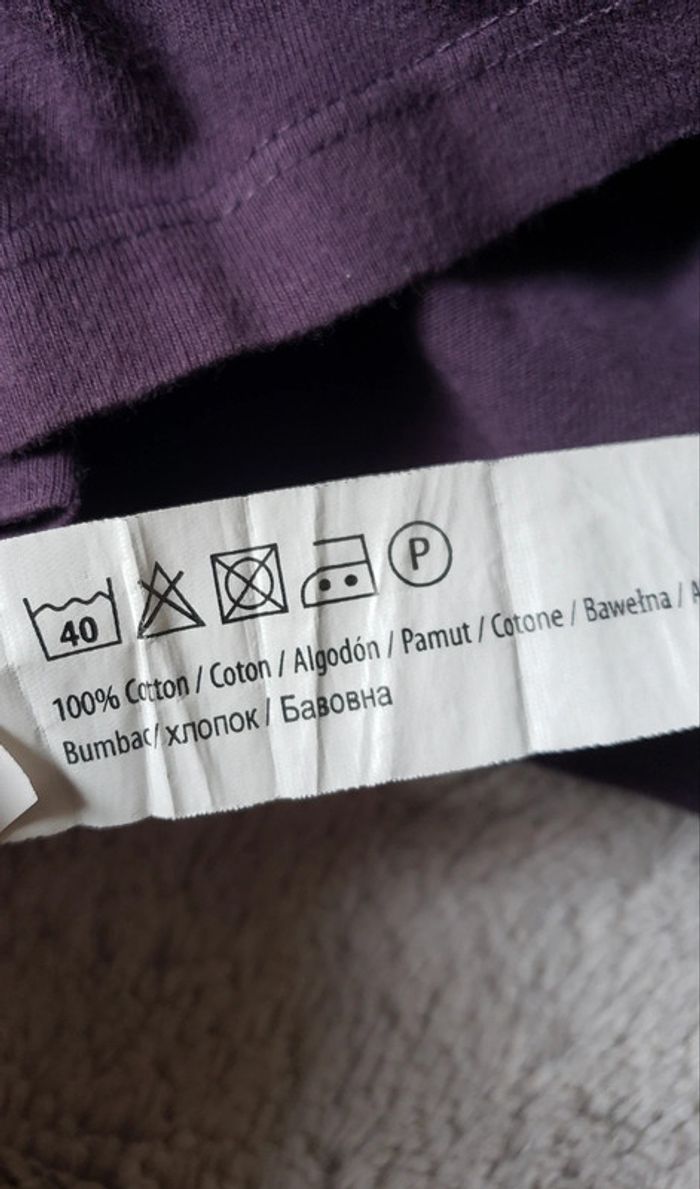 40 P
100% Cotton / Coton / Algodón / Pamut / Cotone / Bawełna /
Bumbac / хлопок / Бавовна